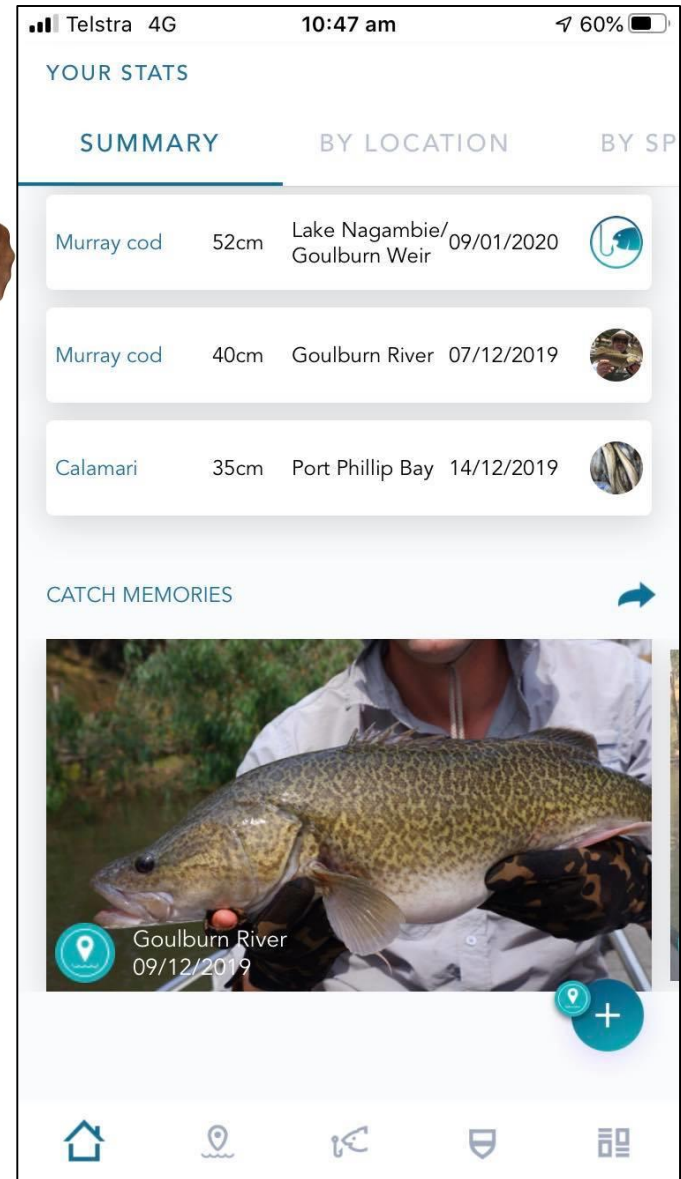 Telstra 4G 10:47 am 60%
YOUR STATS
SUMMARY BY LOCATION BY SP
Murray cod 52cm Lake Nagambie/ 09/01/2020
Goulburn Weir
Murray cod 40cm Goulburn River 07/12/2019
Calamari 35cm Port Phillip Bay 14/12/2019
CATCH MEMORIES
Goulburn River
09/12/2019
+